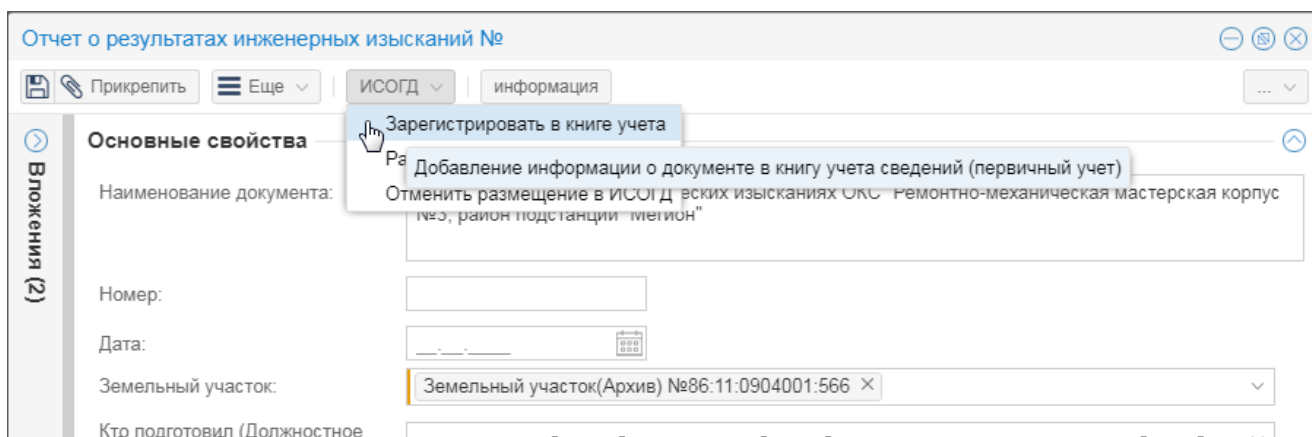 Отчет о результатах инженерных изысканий №
Прикрепить Еще ИСОГД информация ...
Зарегистрировать в книге учета
Основные свойства
Добавление информации о документе в книгу учета сведений (первичный учет)
Отменить размещение в ИСОГД
Наименование документа: изысканиях ОКС "Ремонтно-механическая мастерская корпус
№3, район подстанции "Мегион"
Вложения (2)
Номер:
Дата: __.__.____
Земельный участок: Земельный участок(Архив) №86:11:0904001:566 ×
Кто подготовил (Должностное